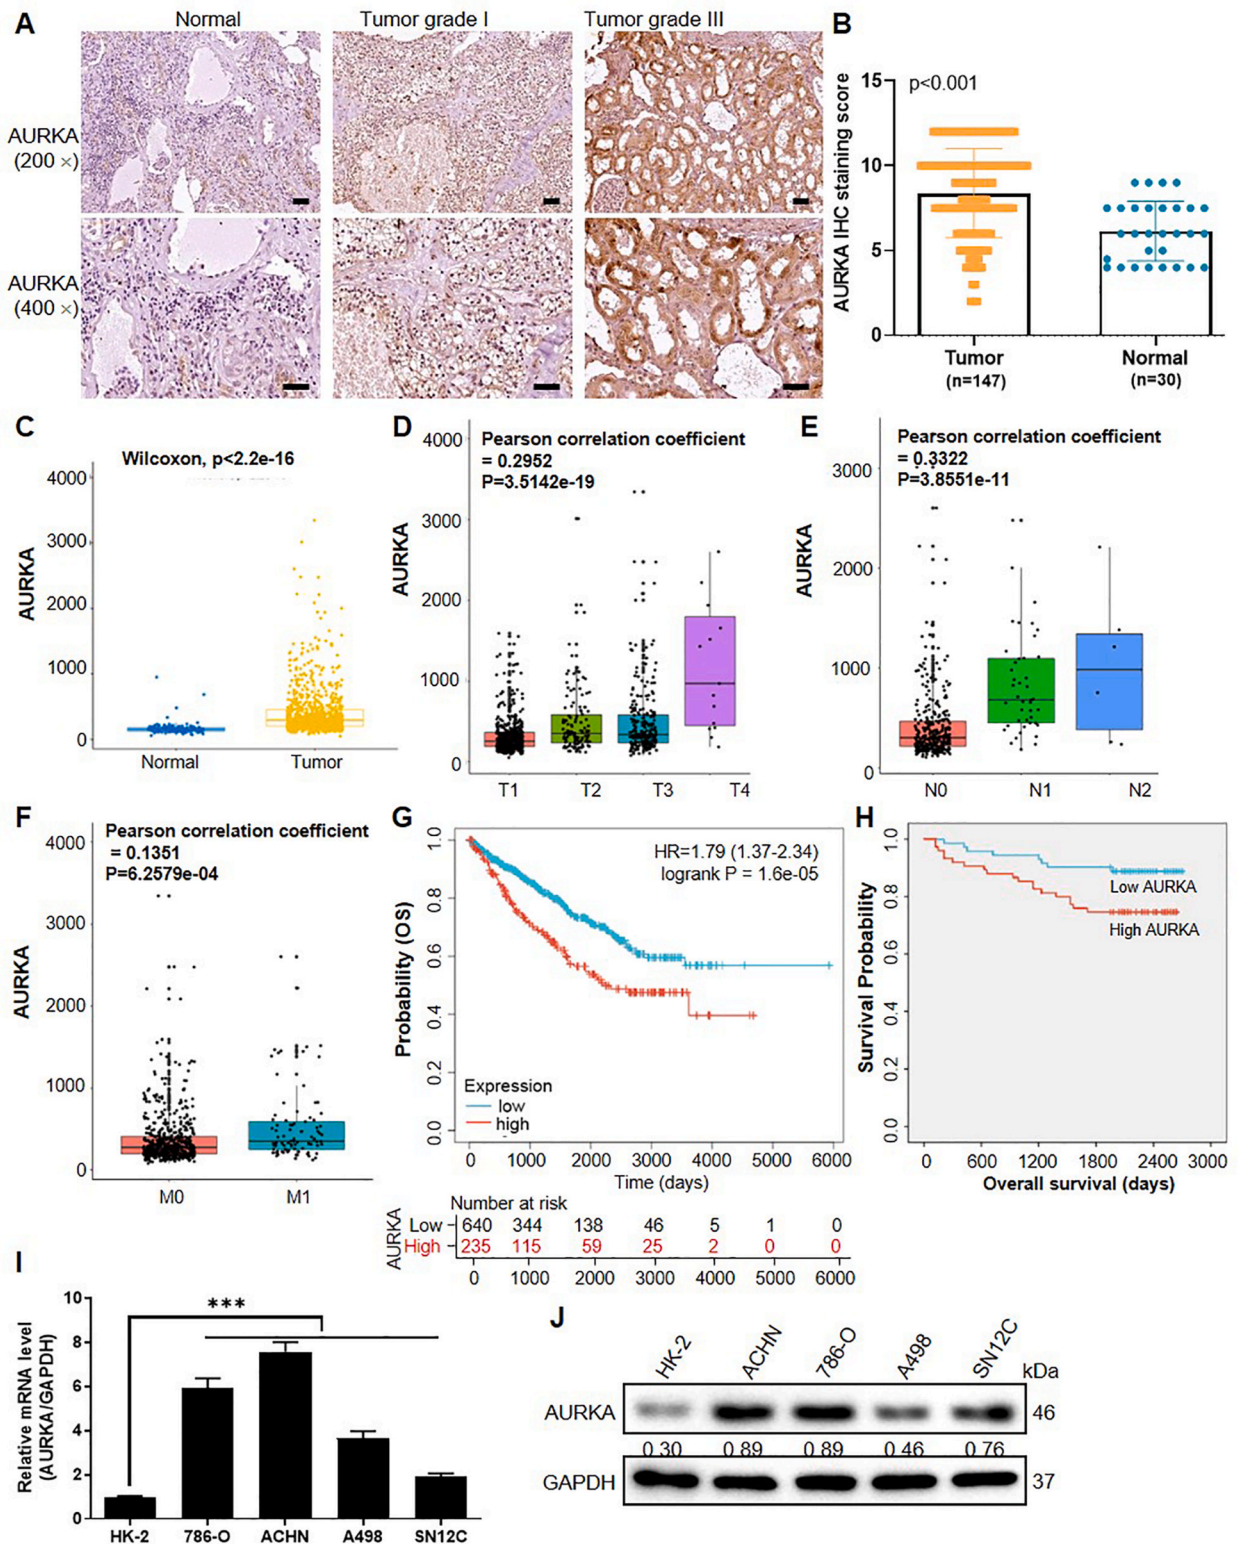 A
Normal
Tumor grade I
Tumor grade III
AURKA
(200 ×)
AURKA
(400 ×)
B
AURKA IHC staining score
p<0.001
15
10
5
0
Tumor
(n=147)
Normal
(n=30)
C
Wilcoxon, p<2.2e-16
AURKA
4000
3000
2000
1000
0
Normal
Tumor
D
Pearson correlation coefficient
= 0.2952
P=3.5142e-19
AURKA
4000
3000
2000
1000
0
T1
T2
T3
T4
E
Pearson correlation coefficient
= 0.3322
P=3.8551e-11
AURKA
3000
2000
1000
0
N0
N1
N2
F
Pearson correlation coefficient
= 0.1351
P=6.2579e-04
AURKA
4000
3000
2000
1000
0
M0
M1
G
HR=1.79 (1.37-2.34)
logrank P = 1.6e-05
Probability (OS)
1.0
0.8
0.6
0.4
0.2
0.0
Expression
low
high
0 1000 2000 3000 4000 5000 6000
Time (days)
Number at risk
AURKA
Low 640 344 138 46 5 1 0
High 235 115 59 25 2 0 0
0 1000 2000 3000 4000 5000 6000
H
Survival Probability
1.0
0.8
0.6
0.4
0.2
0.0
Low AURKA
High AURKA
0 600 1200 1800 2400 3000
Overall survival (days)
I
Relative mRNA level
(AURKA/GAPDH)
10
8
6
4
2
0
***
HK-2 786-O ACHN A498 SN12C
J
HK-2 ACHN 786-O A498 SN12C kDa
AURKA 46
0.30 0.89 0.89 0.46 0.76
GAPDH 37